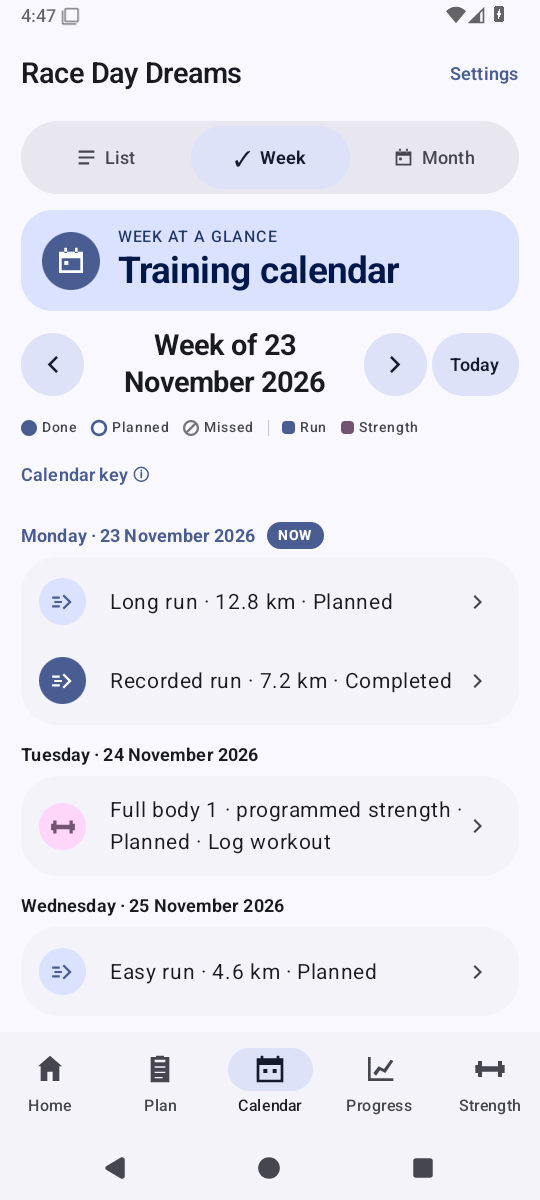 4:47
Race Day Dreams
Settings
List
Week
Month
WEEK AT A GLANCE
Training calendar
Week of 23
November 2026
Today
Done
Planned
Missed
Run
Strength
Calendar key
Monday · 23 November 2026
NOW
Long run · 12.8 km · Planned
Recorded run · 7.2 km · Completed
Tuesday · 24 November 2026
Full body 1 · programmed strength ·
Planned · Log workout
Wednesday · 25 November 2026
Easy run · 4.6 km · Planned
Home
Plan
Calendar
Progress
Strength